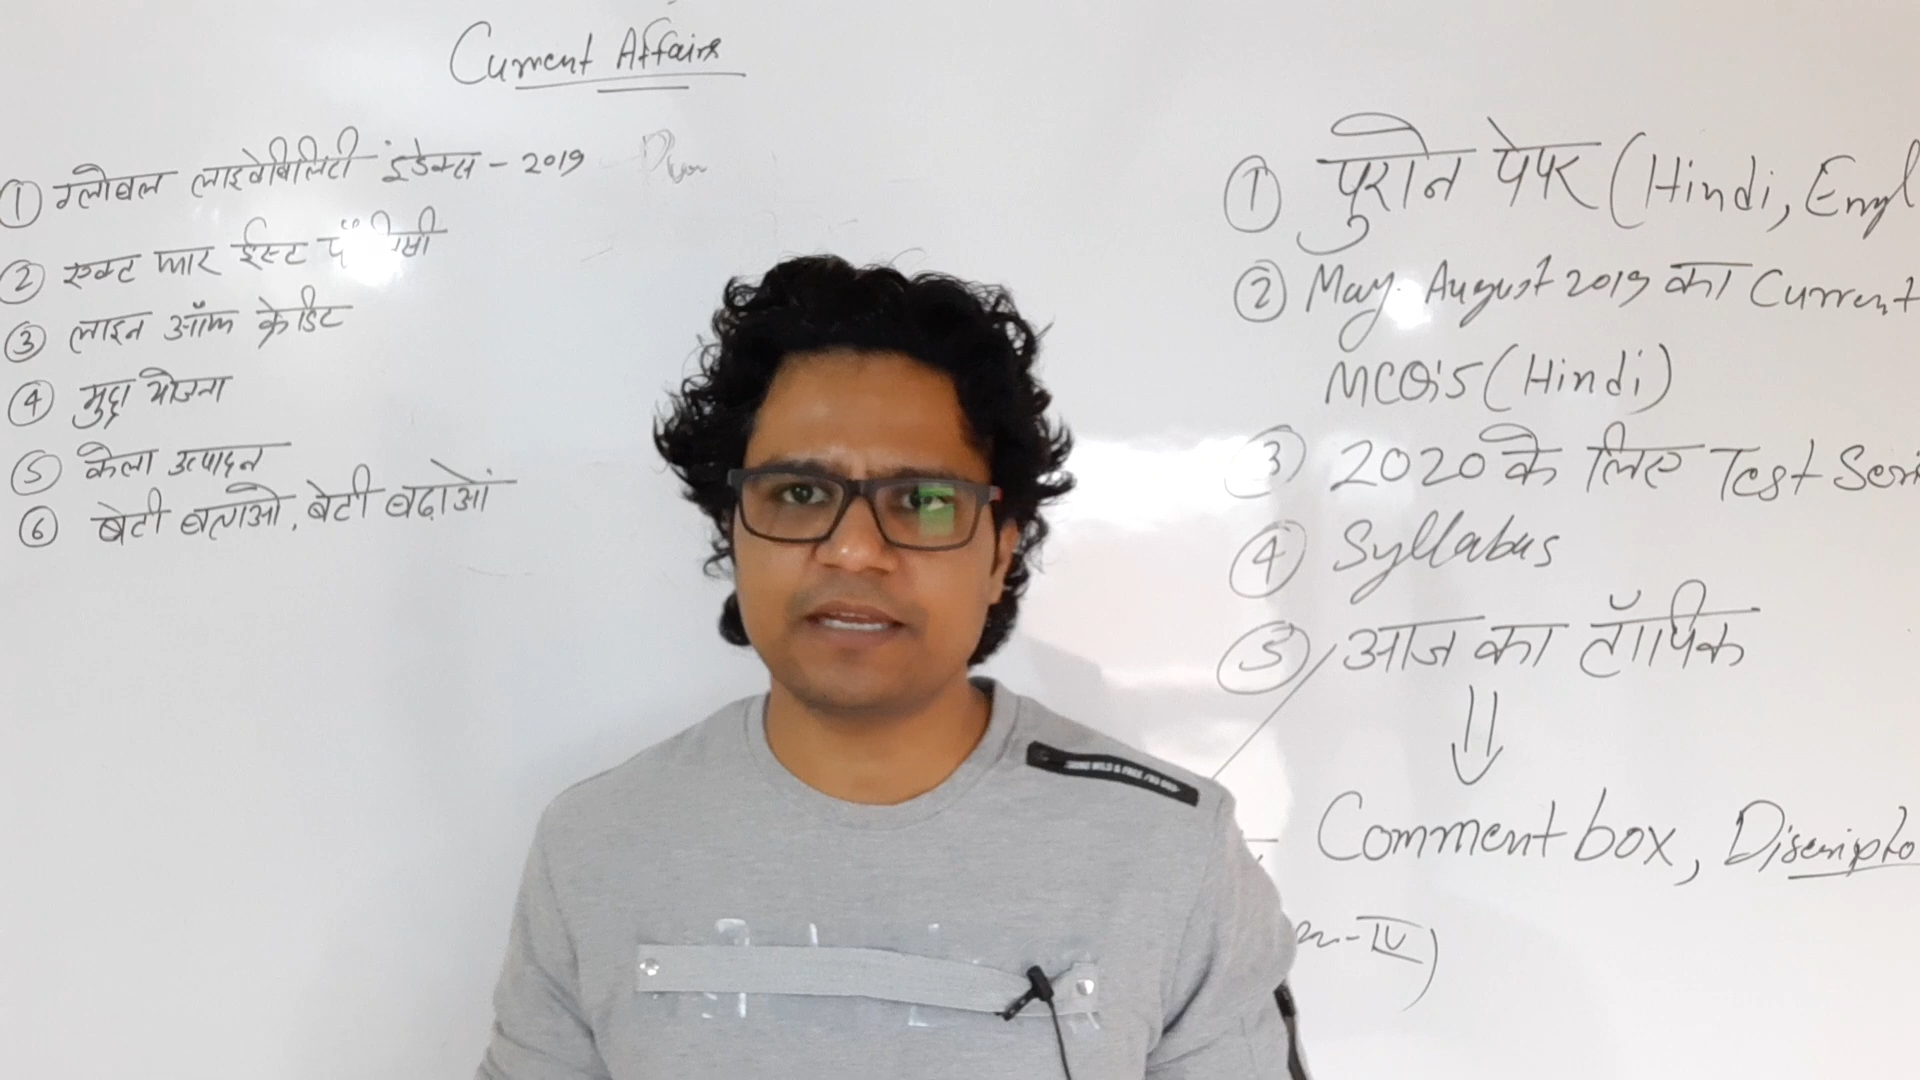 Current Affairs
① ग्लोबल लाइवेबिलिटी इंडेक्स - 2019
② एक्ट फार ईस्ट
③ लाइन ऑफ क्रेडिट
④ मुद्रा योजना
⑤ केला उत्पादन
⑥ बेटी बचाओ, बेटी बढ़ाओं
① पुराने पेपर (Hindi, Engl
② May-August 2019 का Current
MCQ's (Hindi)
③ 2020 के लिए Test Seri
④ Syllabus
⑤ आज का टॉपिक
Comment box, Discripto
-IV)